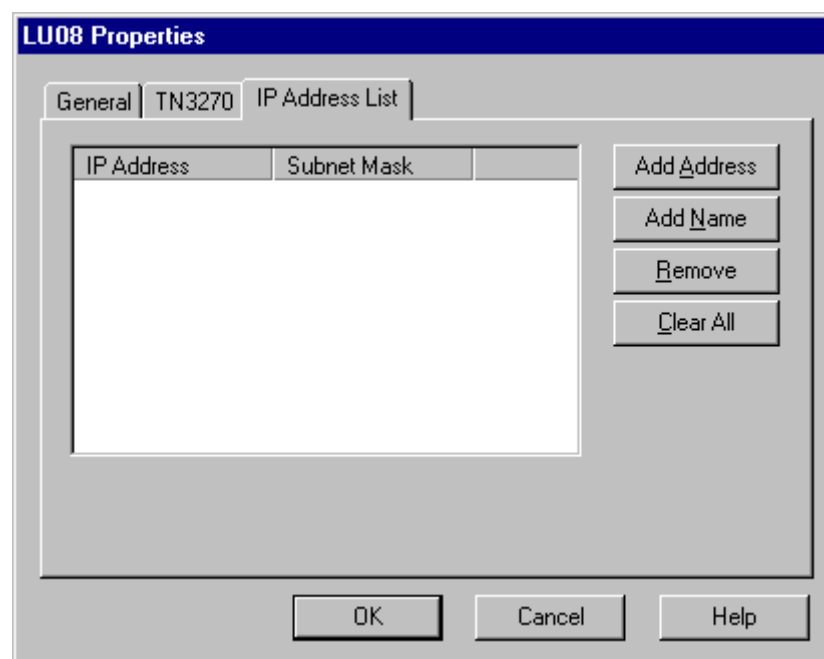 LU08 Properties
General TN3270 IP Address List
IP Address Subnet Mask
Add Address
Add Name
Remove
Clear All
OK Cancel Help